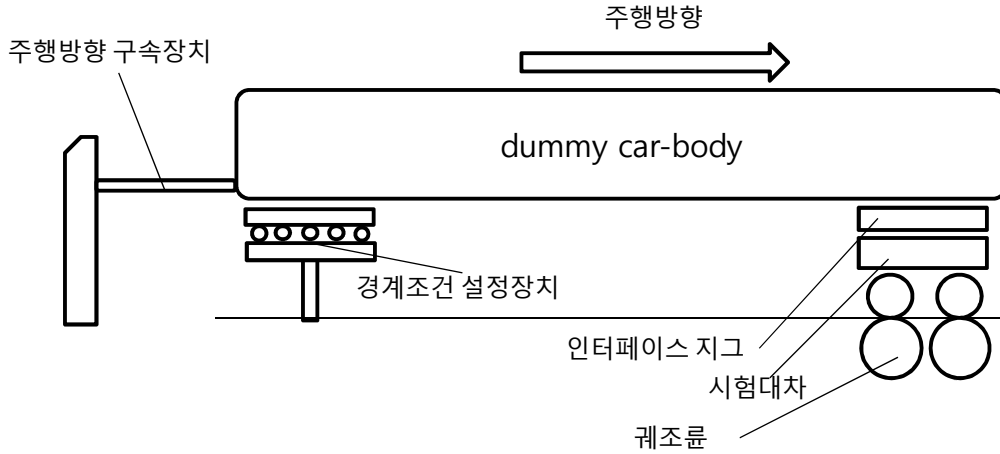 주행방향
주행방향 구속장치
dummy car-body
경계조건 설정장치
인터페이스 지그
시험대차
궤조륜